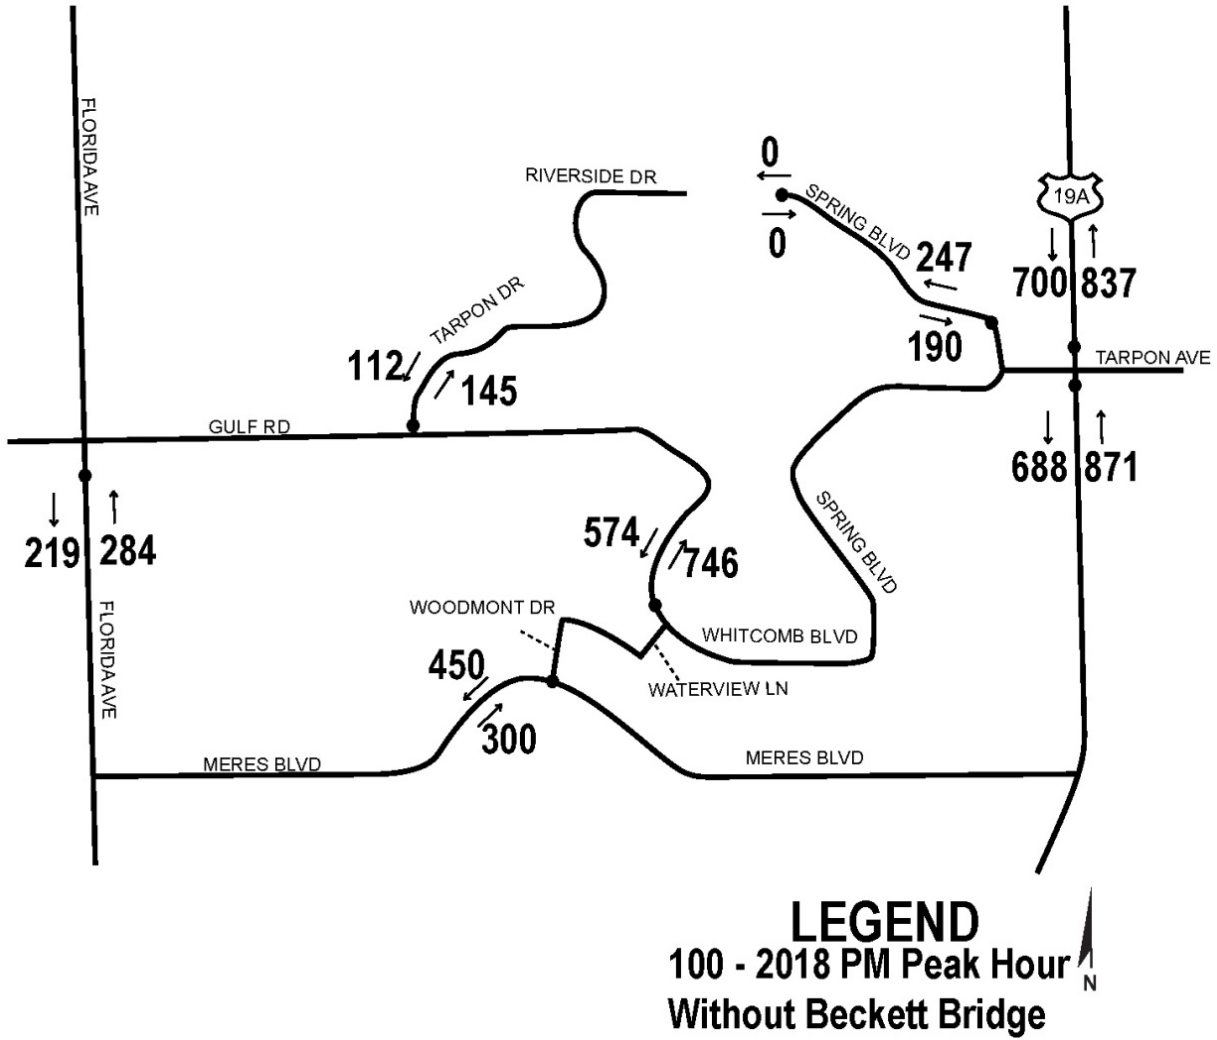 FLORIDA AVE
0
RIVERSIDE DR
SPRING BLVD
19A
0
247
700 837
TARPON DR
190
TARPON AVE
112
145
GULF RD
688 871
SPRING BLVD
574
219 284
746
FLORIDA AVE
WOODMONT DR
WHITCOMB BLVD
450
WATERVIEW LN
300
MERES BLVD
MERES BLVD
LEGEND
100 - 2018 PM Peak Hour
N
Without Beckett Bridge